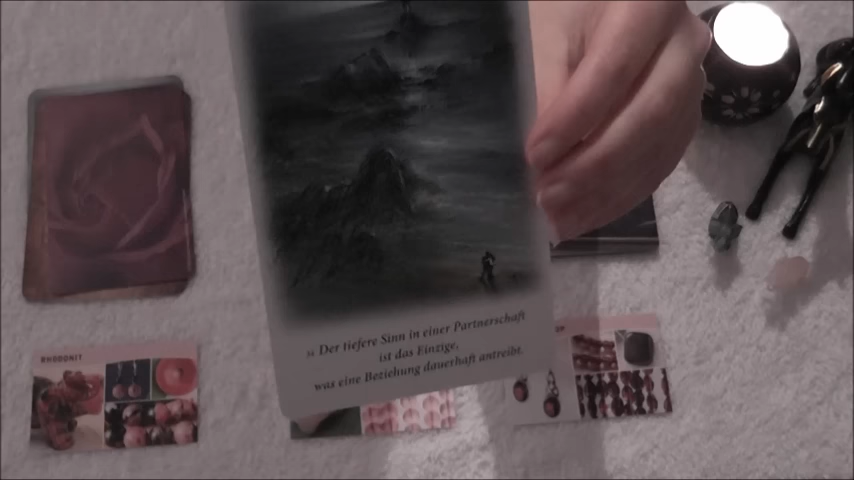 RHODONIT
„ Der tiefere Sinn in einer Partnerschaft
ist das Einzige,
was eine Beziehung dauerhaft antreibt.